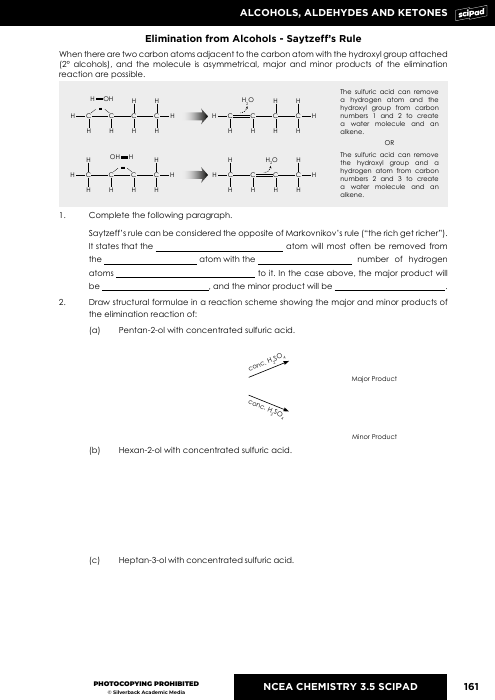 ALCOHOLS, ALDEHYDES AND KETONES
scipad
Elimination from Alcohols - Saytzeff's Rule
When there are two carbon atoms adjacent to the carbon atom with the hydroxyl group attached
(2° alcohols), and the molecule is asymmetrical, major and minor products of the elimination
reaction are possible.
H OH H H
H C C C C H
H H H H
H₂O H H
H C C C C H
H H H H
The sulfuric acid can remove
a hydrogen atom and the
hydroxyl group from carbon
numbers 1 and 2 to create
a water molecule and an
alkene.
OR
H OH H H
H C C C C H
H H H H
H H₂O H
H C C C C H
H H H H
The sulfuric acid can remove
the hydroxyl group and a
hydrogen atom from carbon
numbers 2 and 3 to create
a water molecule and an
alkene.
1. Complete the following paragraph.
Saytzeff's rule can be considered the opposite of Markovnikov's rule ("the rich get richer").
It states that the ____ atom will most often be removed from
the ____ atom with the ____ number of hydrogen
atoms ____ to it. In the case above, the major product will
be ____, and the minor product will be ____.
2. Draw structural formulae in a reaction scheme showing the major and minor products of
the elimination reaction of:
(a) Pentan-2-ol with concentrated sulfuric acid.
conc. H₂SO₄
Major Product
conc. H₂SO₄
Minor Product
(b) Hexan-2-ol with concentrated sulfuric acid.
(c) Heptan-3-ol with concentrated sulfuric acid.
PHOTOCOPYING PROHIBITED
© Silverback Academic Media
NCEA CHEMISTRY 3.5 SCIPAD
161